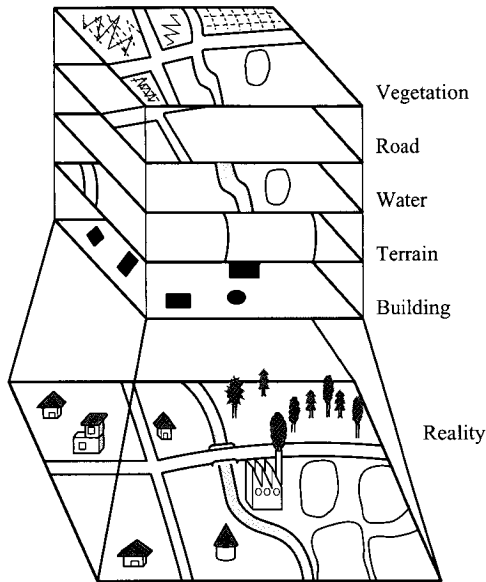 Vegetation
Road
Water
Terrain
Building
Reality